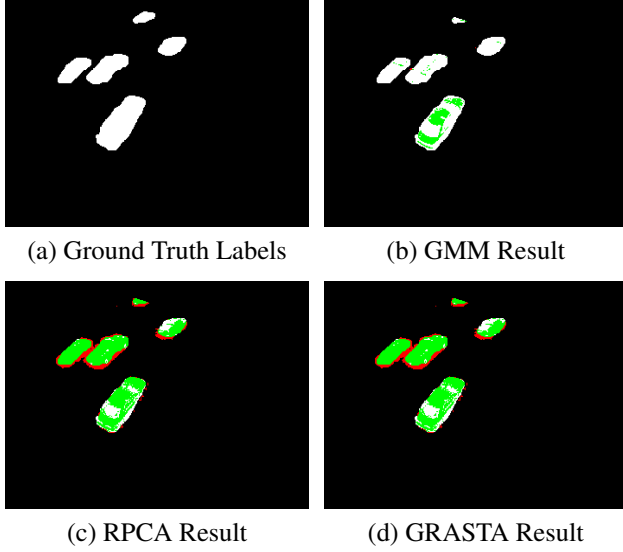 (a) Ground Truth Labels
(b) GMM Result
(c) RPCA Result
(d) GRASTA Result